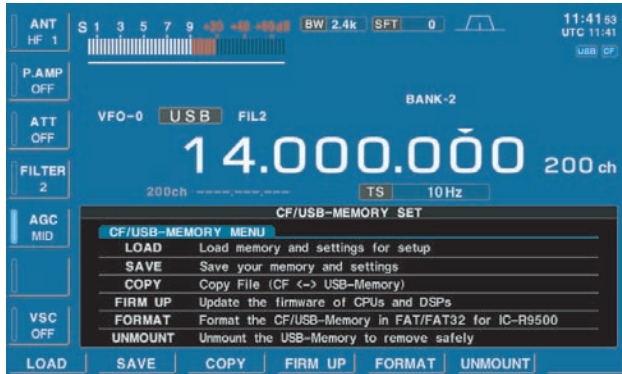 ANT
HF 1
S 1 3 5 7 9 +20 +40 +60dB
BW 2.4k SFT 0
11:41 53
UTC 11:41
USB CF
P.AMP
OFF
BANK-2
ATT
OFF
VFO-0 USB FIL2
14.000.000 200 ch
FILTER
2
200ch ----.---.---
TS 10Hz
CF/USB-MEMORY SET
AGC
MID
CF/USB-MEMORY MENU
LOAD Load memory and settings for setup
SAVE Save your memory and settings
COPY Copy File (CF <-> USB-Memory)
FIRM UP Update the firmware of CPUs and DSPs
VSC
OFF
FORMAT Format the CF/USB-Memory in FAT/FAT32 for IC-R9500
UNMOUNT Unmount the USB-Memory to remove safely
LOAD SAVE COPY FIRM UP FORMAT UNMOUNT